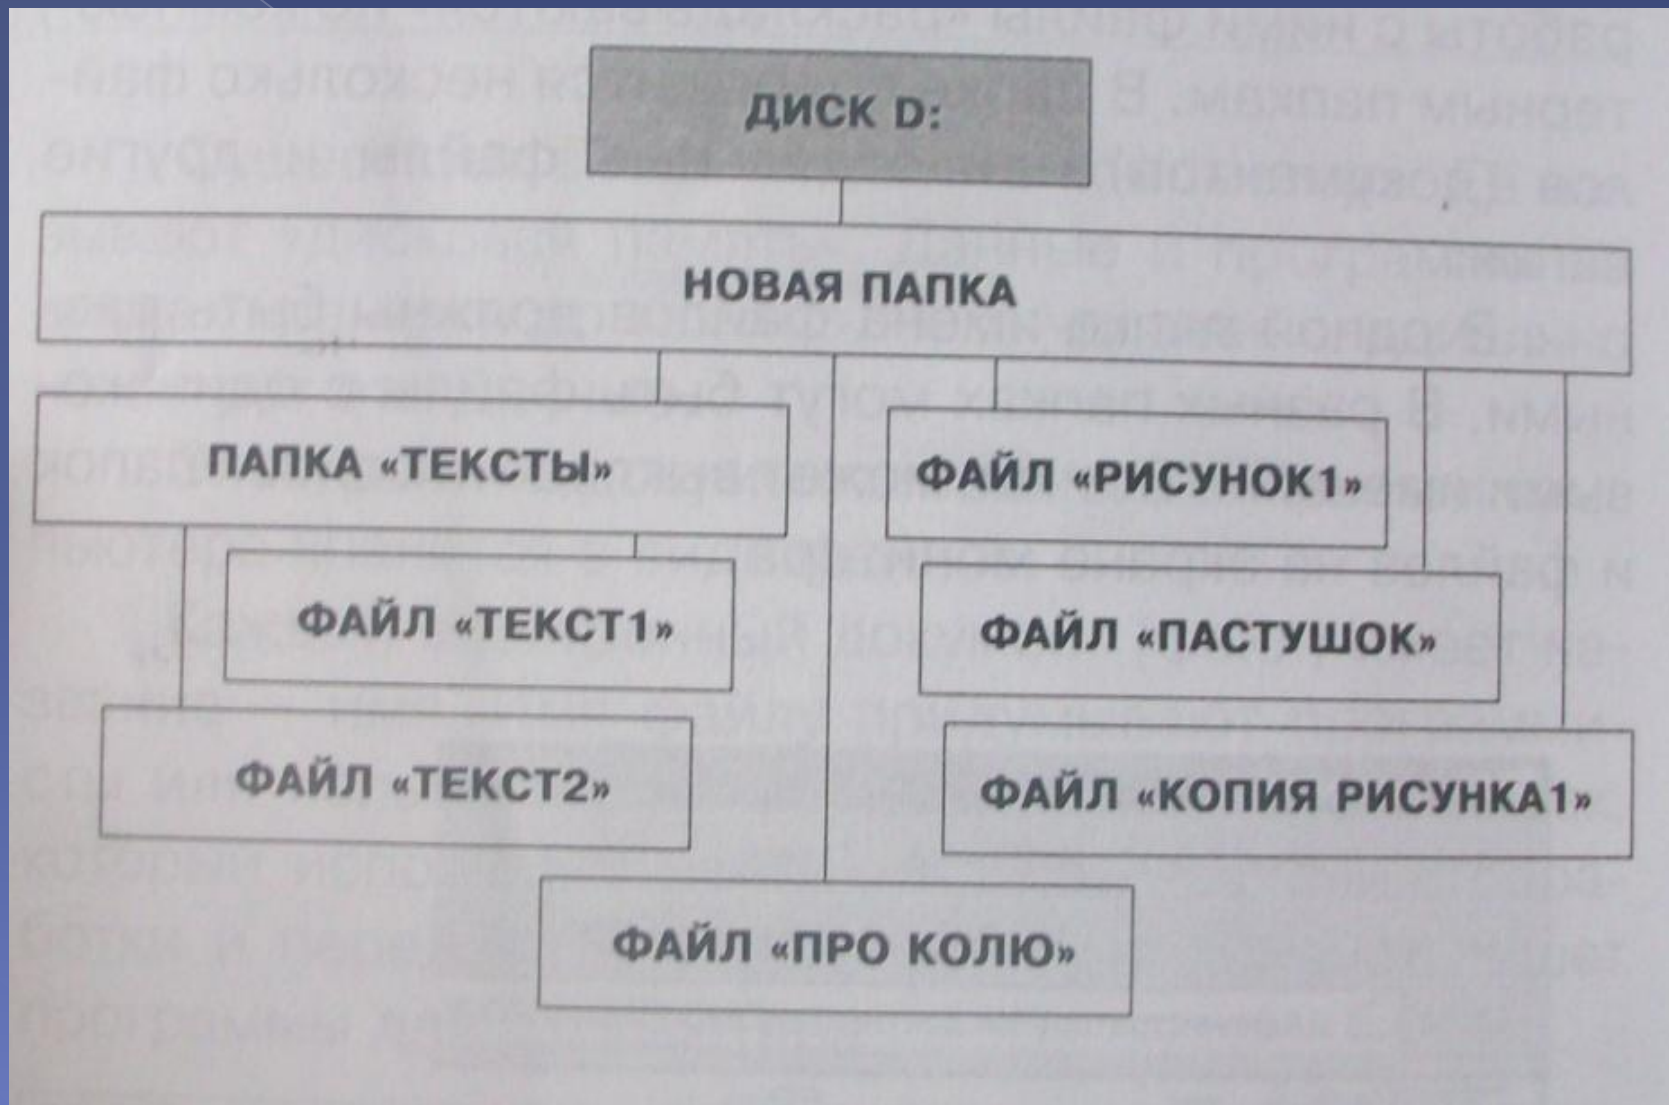 ДИСК D:
НОВАЯ ПАПКА
ПАПКА «ТЕКСТЫ»
ФАЙЛ «РИСУНОК1»
ФАЙЛ «ТЕКСТ1»
ФАЙЛ «ПАСТУШОК»
ФАЙЛ «ТЕКСТ2»
ФАЙЛ «КОПИЯ РИСУНКА1»
ФАЙЛ «ПРО КОЛЮ»